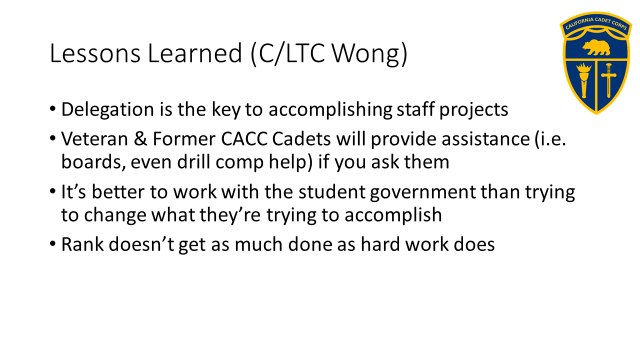 Lessons Learned (C/LTC Wong)
CALIFORNIA CADET CORPS
• Delegation is the key to accomplishing staff projects
• Veteran & Former CACC Cadets will provide assistance (i.e.
boards, even drill comp help) if you ask them
• It’s better to work with the student government than trying
to change what they’re trying to accomplish
• Rank doesn’t get as much done as hard work does